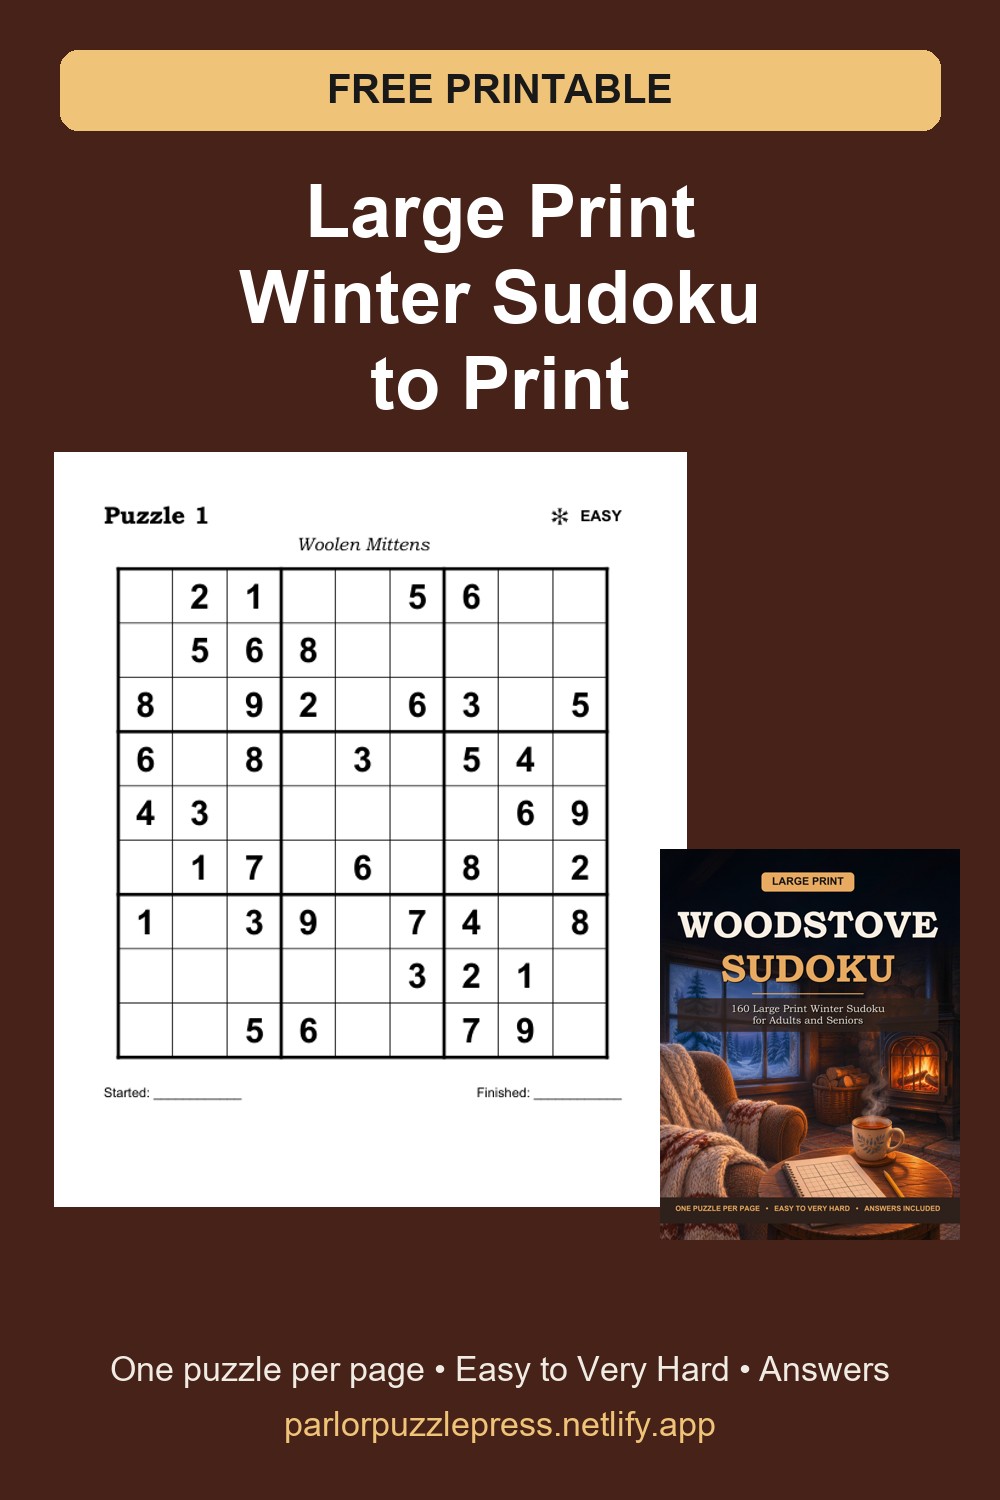 FREE PRINTABLE
Large Print
Winter Sudoku
to Print
Puzzle 1
EASY
Woolen Mittens
2 1 5 6
5 6 8
8 9 2 6 3 5
6 8 3 5 4
4 3 6 9
1 7 6 8 2
1 3 9 7 4 8
3 2 1
5 6 7 9
Started: ____________
Finished: ____________
LARGE PRINT
WOODSTOVE
SUDOKU
160 Large Print Winter Sudoku
for Adults and Seniors
ONE PUZZLE PER PAGE • EASY TO VERY HARD • ANSWERS INCLUDED
One puzzle per page • Easy to Very Hard • Answers
parlorpuzzlepress.netlify.app